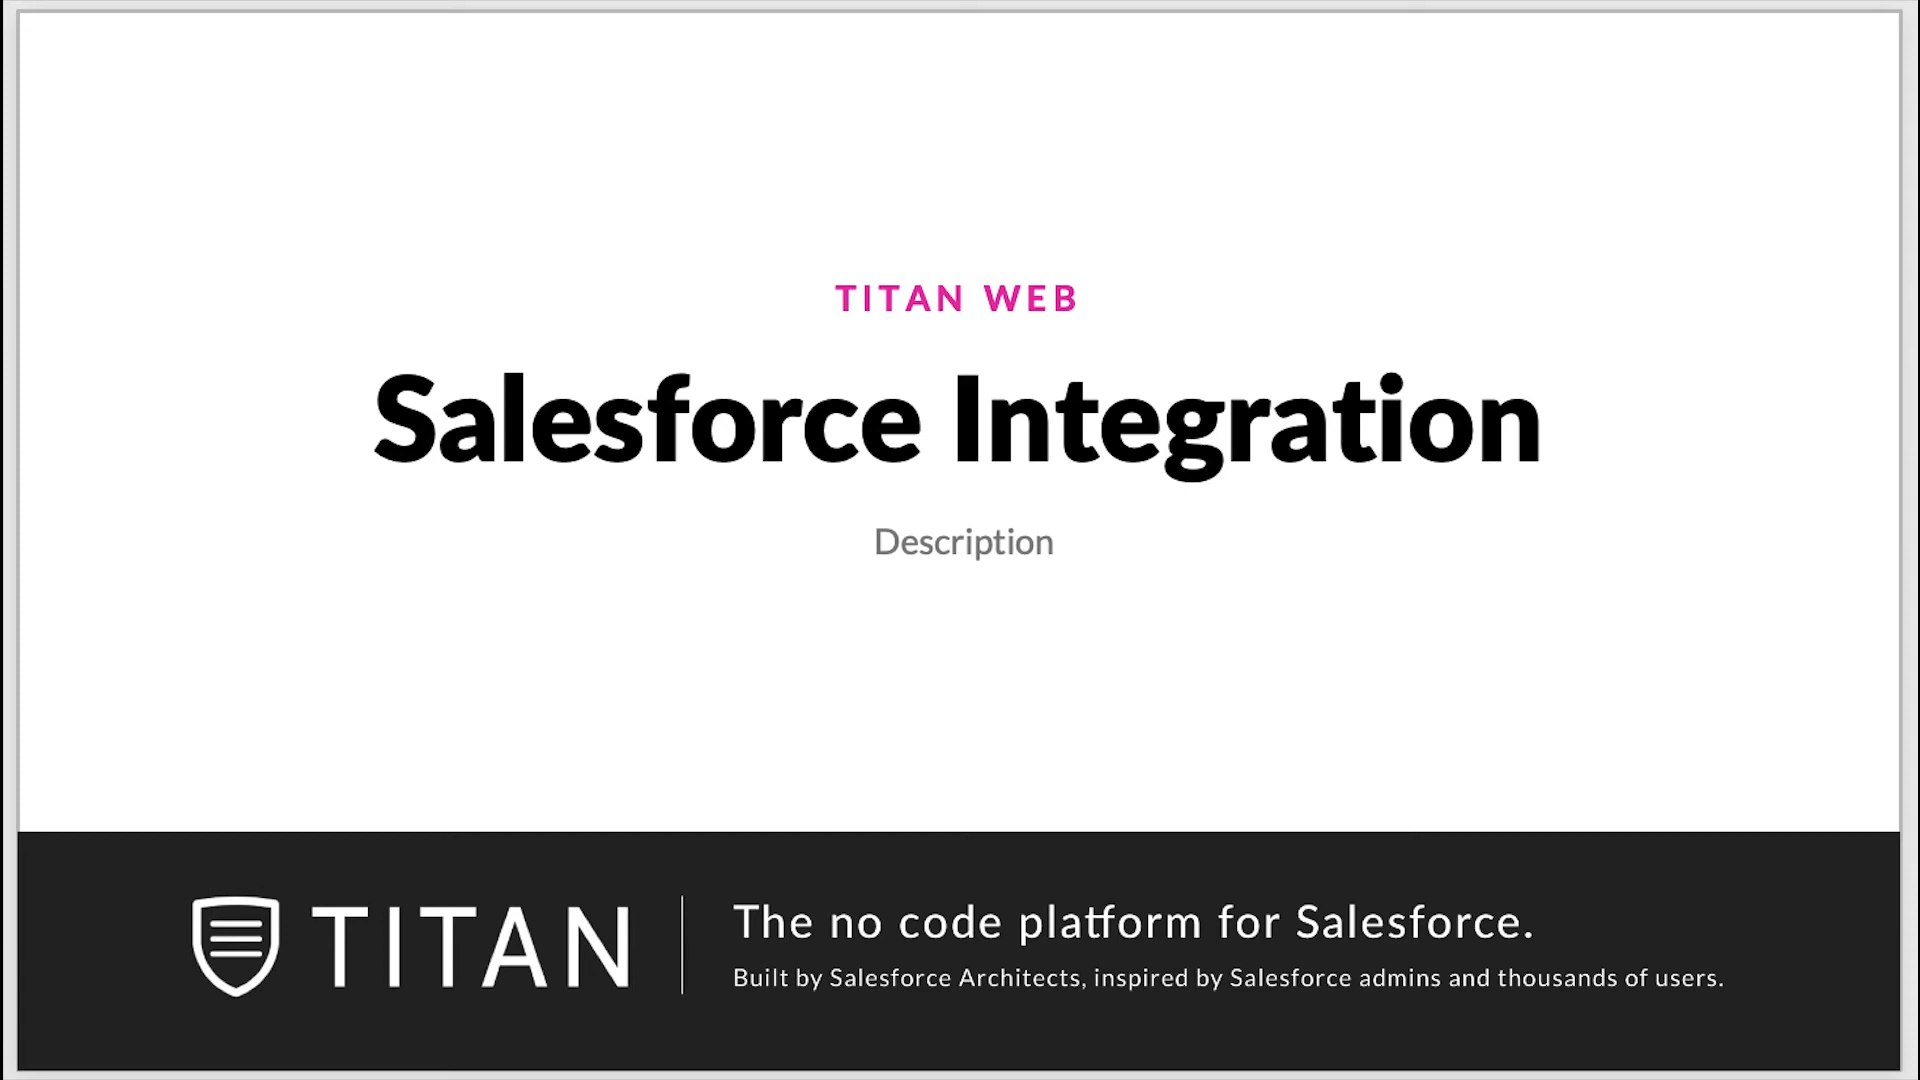 TITAN WEB
Salesforce Integration
Description
TITAN
The no code platform for Salesforce.
Built by Salesforce Architects, inspired by Salesforce admins and thousands of users.